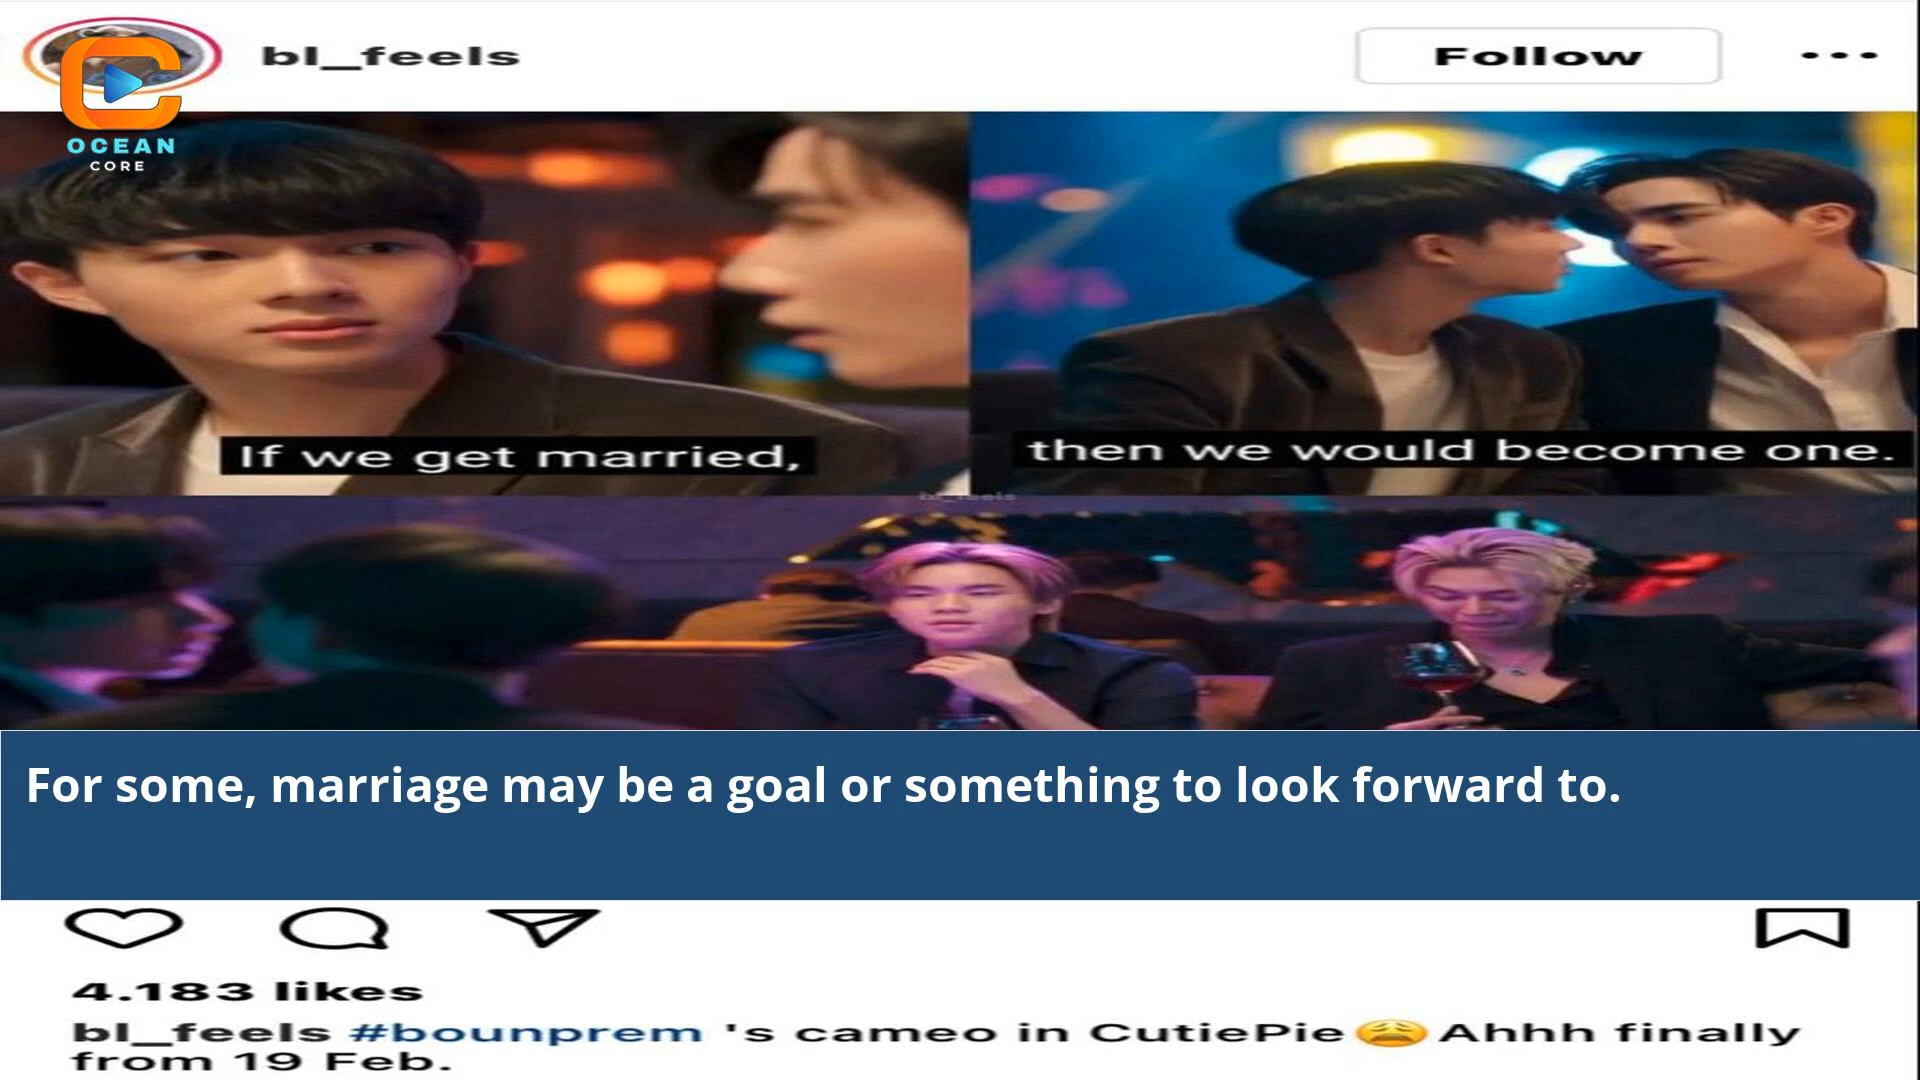 bl_feels
Follow
OCEAN
CORE
If we get married,
then we would become one.
bl_feels
For some, marriage may be a goal or something to look forward to.
4.183 likes
bl_feels #bounprem 's cameo in CutiePie😩Ahhh finally
from 19 Feb.